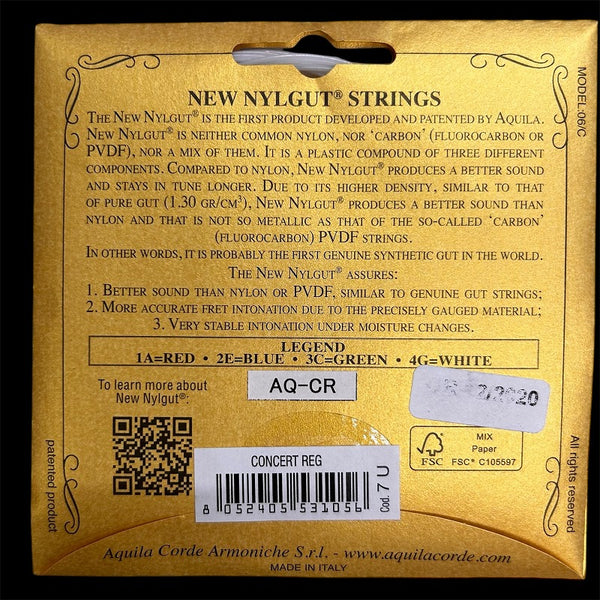 MODEL:06/C
NEW NYLGUT® STRINGS
THE NEW NYLGUT® IS THE FIRST PRODUCT DEVELOPED AND PATENTED BY AQUILA.
NEW NYLGUT® IS NEITHER COMMON NYLON, NOR ‘CARBON’ (FLUOROCARBON OR
PVDF), NOR A MIX OF THEM. IT IS A PLASTIC COMPOUND OF THREE DIFFERENT
COMPONENTS. COMPARED TO NYLON, NEW NYLGUT® PRODUCES A BETTER SOUND
AND STAYS IN TUNE LONGER. DUE TO ITS HIGHER DENSITY, SIMILAR TO THAT
OF PURE GUT (1.30 GR/CM³), NEW NYLGUT® PRODUCES A BETTER SOUND THAN
NYLON AND THAT IS NOT SO METALLIC AS THAT OF THE SO-CALLED ‘CARBON’
(FLUOROCARBON) PVDF STRINGS.
IN OTHER WORDS, IT IS PROBABLY THE FIRST GENUINE SYNTHETIC GUT IN THE WORLD.
THE NEW NYLGUT® ASSURES:
1. BETTER SOUND THAN NYLON OR PVDF, SIMILAR TO GENUINE GUT STRINGS;
2. MORE ACCURATE FRET INTONATION DUE TO THE PRECISELY GAUGED MATERIAL;
3. VERY STABLE INTONATION UNDER MOISTURE CHANGES.
LEGEND
1A=RED • 2E=BLUE • 3C=GREEN • 4G=WHITE
To learn more about
New Nylgut®:
AQ-CR
/2020
FSC
MIX
Paper
FSC® C105597
CONCERT REG
8 052405 531056
Cod. 7 U
patented product
All rights reserved
Aquila Corde Armoniche S.r.l. - www.aquilacorde.com
MADE IN ITALY